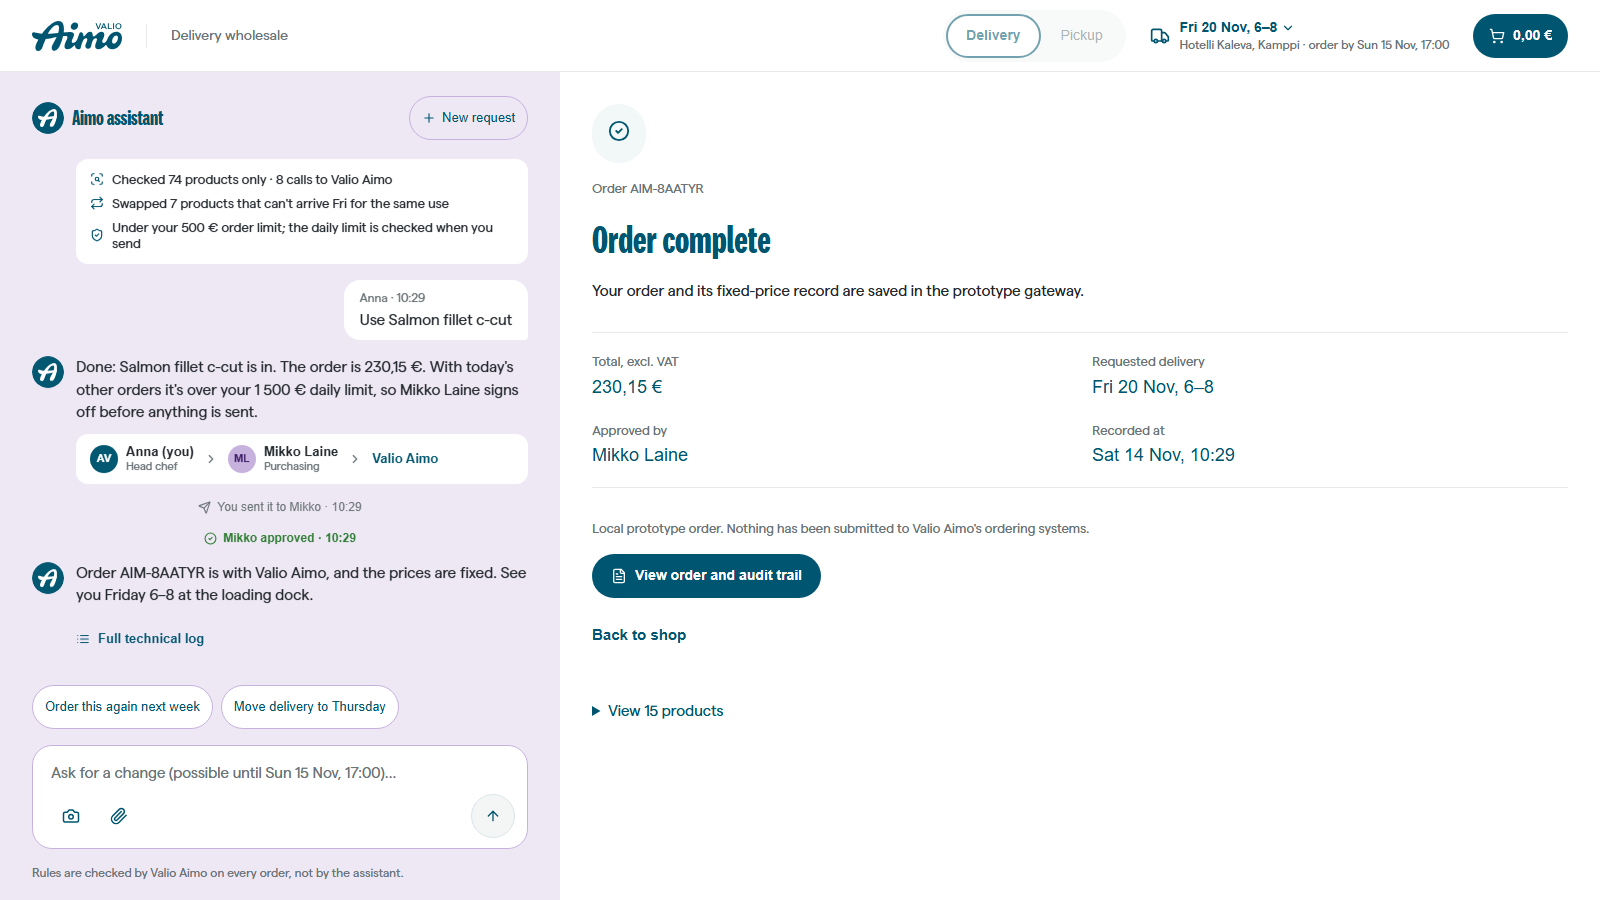 VALIO
Aimo
Delivery wholesale
Delivery
Pickup
Fri 20 Nov, 6–8
Hotelli Kaleva, Kamppi · order by Sun 15 Nov, 17:00
0,00 €
Aimo assistant
New request
Checked 74 products only · 8 calls to Valio Aimo
Swapped 7 products that can't arrive Fri for the same use
Under your 500 € order limit; the daily limit is checked when you
send
Anna · 10:29
Use Salmon fillet c-cut
Done: Salmon fillet c-cut is in. The order is 230,15 €. With today's
other orders it's over your 1 500 € daily limit, so Mikko Laine signs
off before anything is sent.
AV
Anna (you)
Head chef
ML
Mikko Laine
Purchasing
Valio Aimo
You sent it to Mikko · 10:29
Mikko approved · 10:29
Order AIM-8AATYR is with Valio Aimo, and the prices are fixed. See
you Friday 6–8 at the loading dock.
Full technical log
Order this again next week
Move delivery to Thursday
Ask for a change (possible until Sun 15 Nov, 17:00)...
Rules are checked by Valio Aimo on every order, not by the assistant.
Order AIM-8AATYR
Order complete
Your order and its fixed-price record are saved in the prototype gateway.
Total, excl. VAT
230,15 €
Requested delivery
Fri 20 Nov, 6–8
Approved by
Mikko Laine
Recorded at
Sat 14 Nov, 10:29
Local prototype order. Nothing has been submitted to Valio Aimo's ordering systems.
View order and audit trail
Back to shop
View 15 products